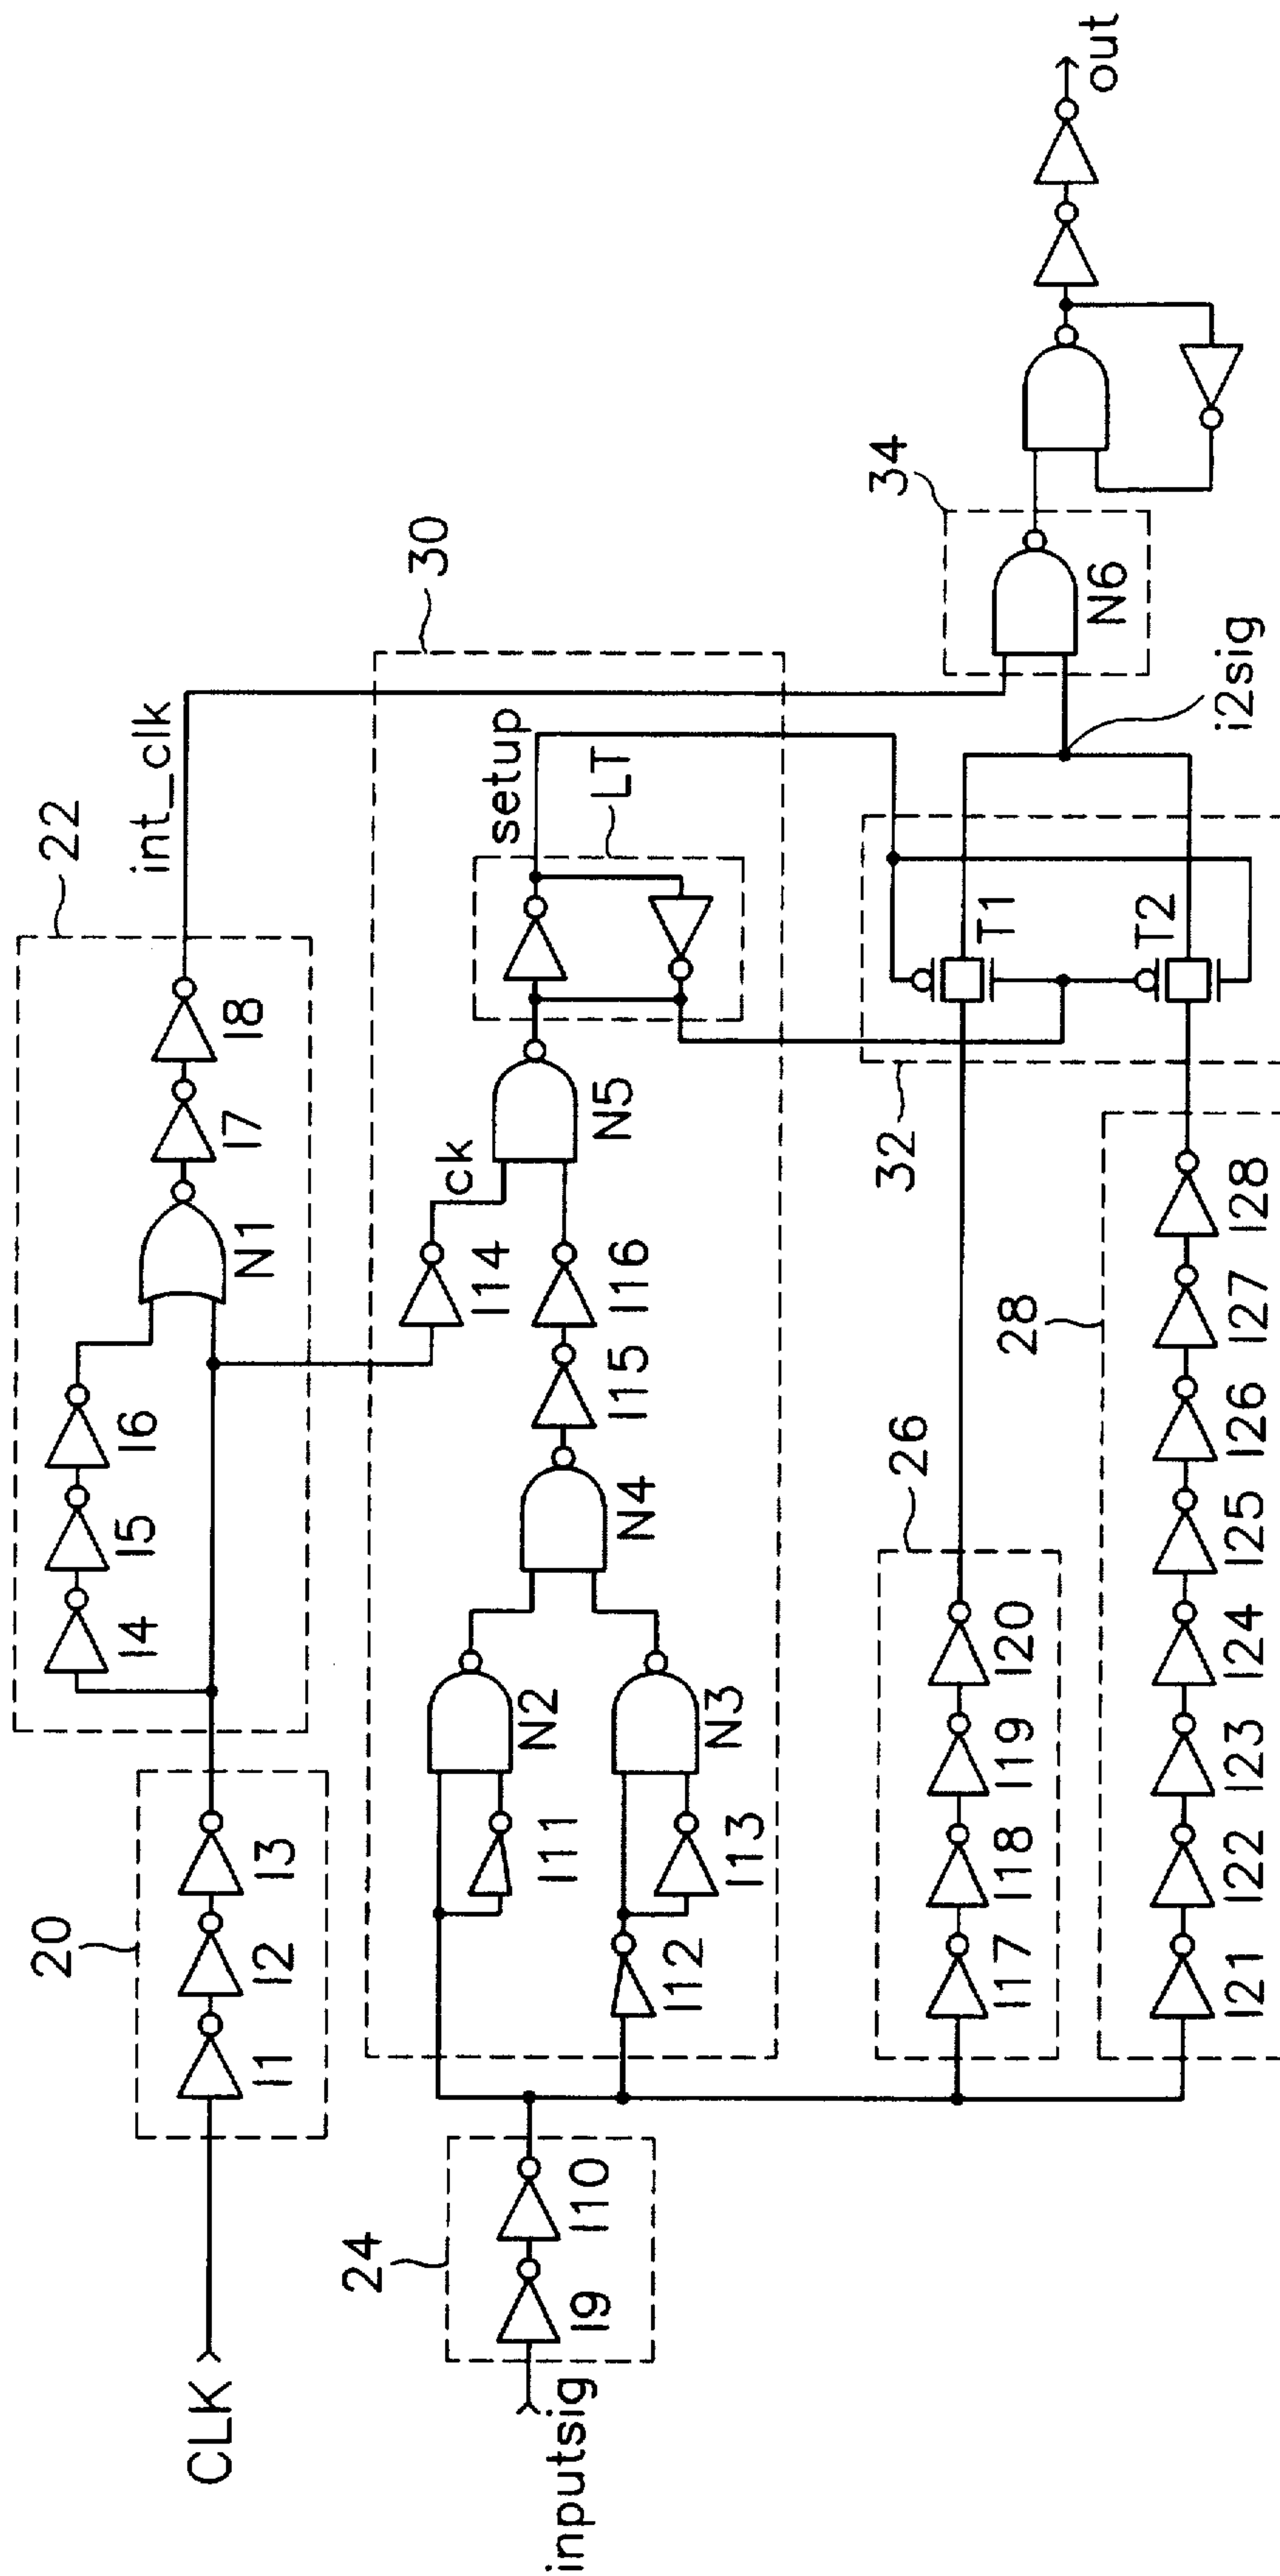 CLK
20
I1
I2
I3
22
I4
I5
I6
N1
I7
I8
int_clk
inputsig
24
I9
I10
30
I11
N2
I12
I13
N3
N4
I14
ck
I15
I16
N5
setup
LT
26
I17
I18
I19
I20
28
I21
I22
I23
I24
I25
I26
I27
I28
32
T1
T2
i2sig
34
N6
out